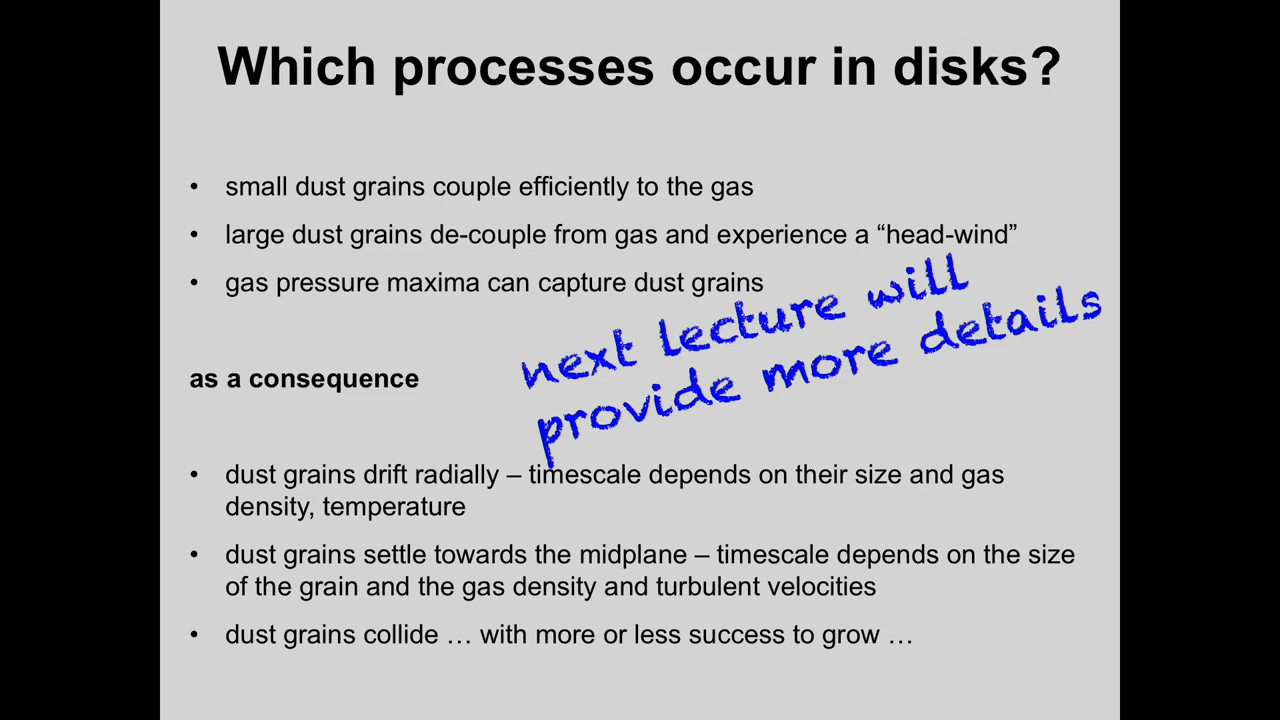 Which processes occur in disks?
• small dust grains couple efficiently to the gas
• large dust grains de-couple from gas and experience a “head-wind”
• gas pressure maxima can capture dust grains
next lecture will
provide more details
as a consequence
• dust grains drift radially – timescale depends on their size and gas
density, temperature
• dust grains settle towards the midplane – timescale depends on the size
of the grain and the gas density and turbulent velocities
• dust grains collide … with more or less success to grow …